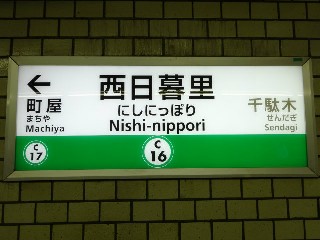 ←
西日暮里
にしにっぽり
Nishi-nippori
町屋
まちや
Machiya
千駄木
せんだぎ
Sendagi
C
17
C
16